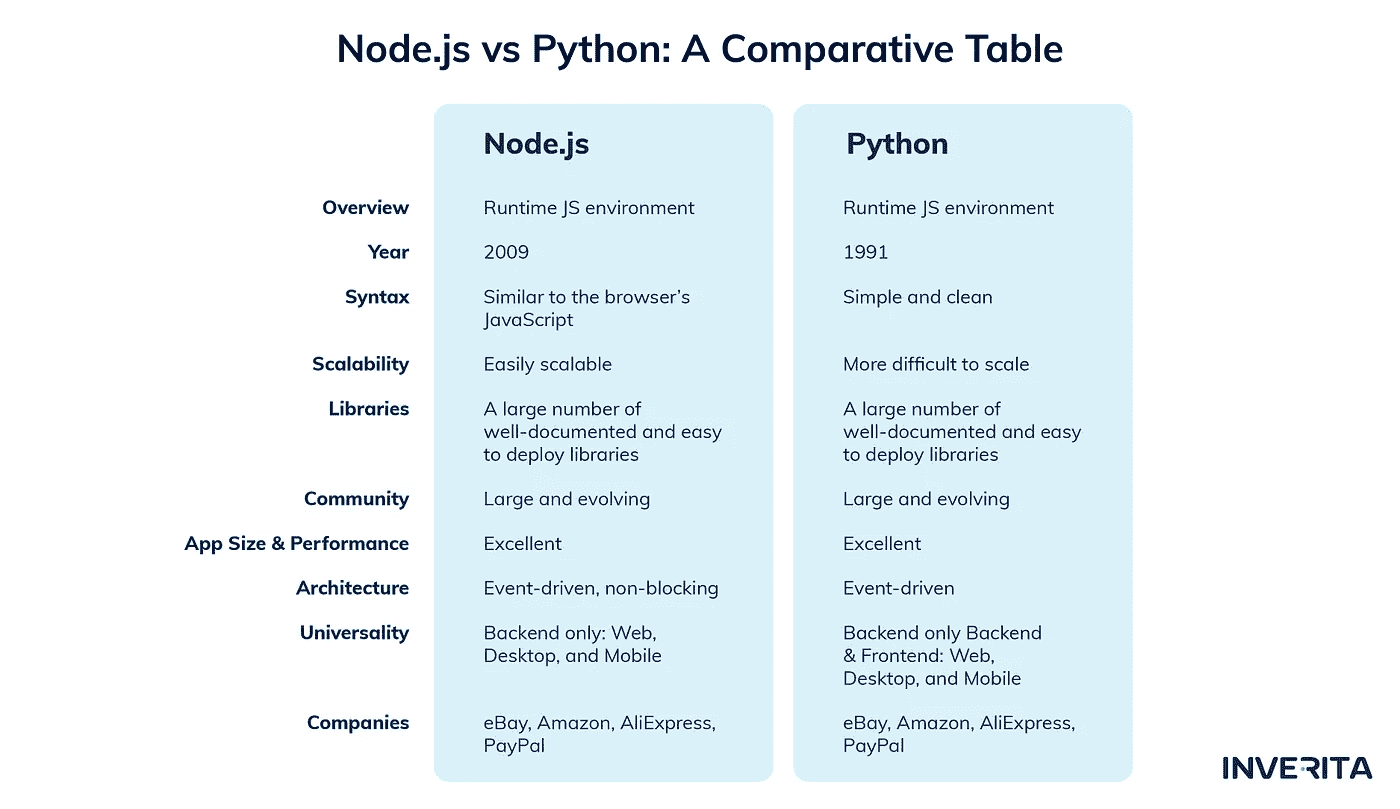 Node.js vs Python: A Comparative Table
Node.js
Python
Overview
Runtime JS environment
Runtime JS environment
Year
2009
1991
Syntax
Similar to the browser’s
JavaScript
Simple and clean
Scalability
Easily scalable
More difficult to scale
Libraries
A large number of
well-documented and easy
to deploy libraries
A large number of
well-documented and easy
to deploy libraries
Community
Large and evolving
Large and evolving
App Size & Performance
Excellent
Excellent
Architecture
Event-driven, non-blocking
Event-driven
Universality
Backend only: Web,
Desktop, and Mobile
Backend only Backend
& Frontend: Web,
Desktop, and Mobile
Companies
eBay, Amazon, AliExpress,
PayPal
eBay, Amazon, AliExpress,
PayPal
INVERITA